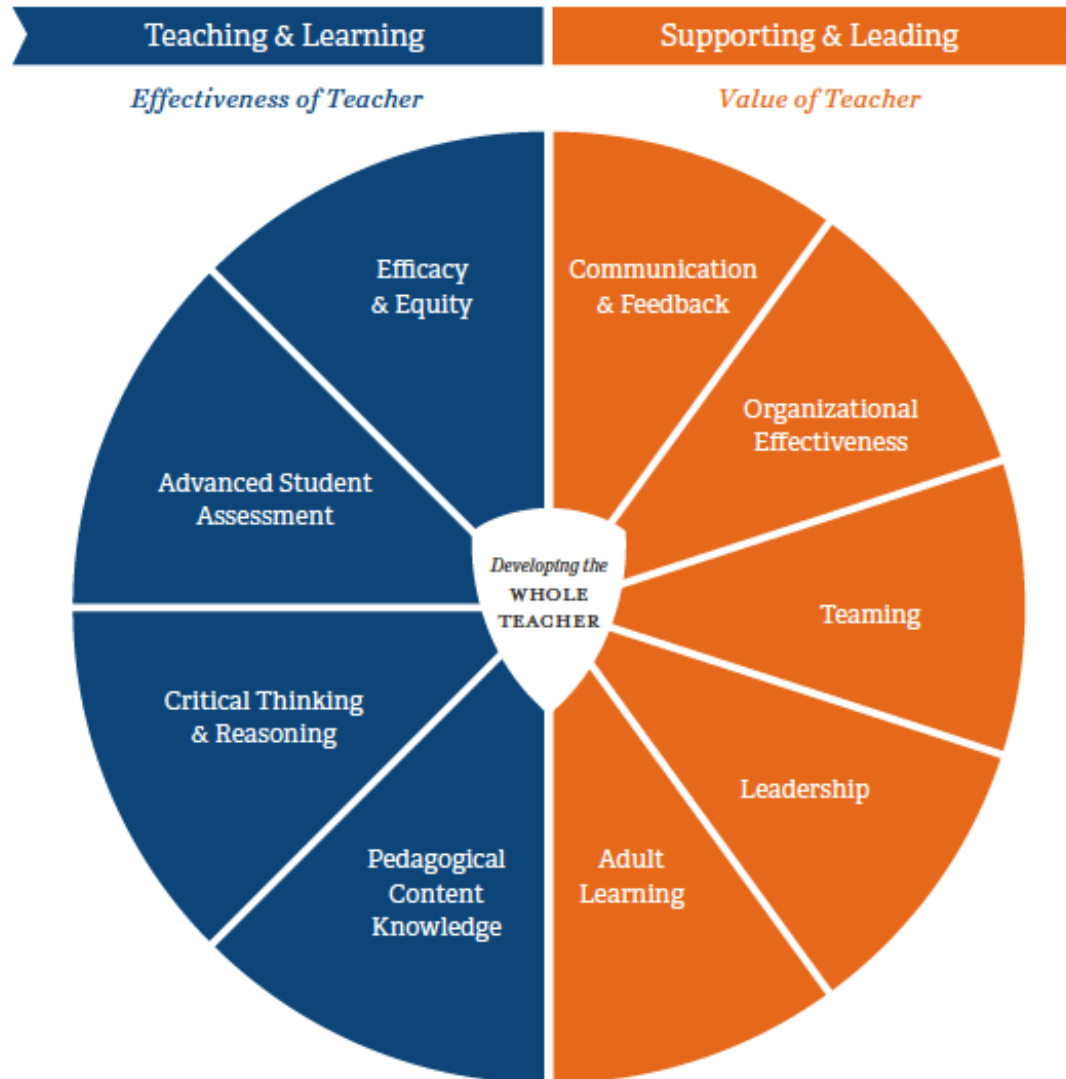 Teaching & Learning
Supporting & Leading
Effectiveness of Teacher
Value of Teacher
Efficacy
& Equity
Communication
& Feedback
Organizational
Effectiveness
Advanced Student
Assessment
Developing the
WHOLE
TEACHER
Teaming
Critical Thinking
& Reasoning
Leadership
Pedagogical
Content
Knowledge
Adult
Learning